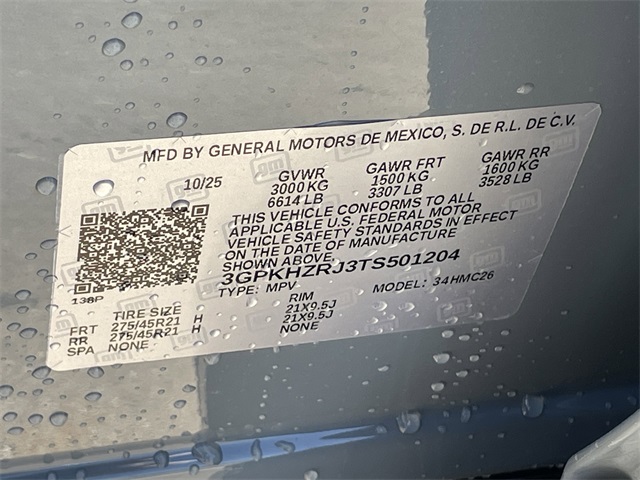 MFD BY GENERAL MOTORS DE MEXICO, S. DE R.L. DE C.V.
10/25 GVWR GAWR FRT GAWR RR
3000 KG 1500 KG 1600 KG
6614 LB 3307 LB 3528 LB
THIS VEHICLE CONFORMS TO ALL
APPLICABLE U.S. FEDERAL MOTOR
VEHICLE SAFETY STANDARDS IN EFFECT
ON THE DATE OF MANUFACTURE
SHOWN ABOVE.
3GPKHZRJ3TS501204
TYPE: MPV MODEL: 34HMC26
138P
TIRE SIZE RIM
FRT 275/45R21 H 21X9.5J
RR 275/45R21 H 21X9.5J
SPA NONE NONE